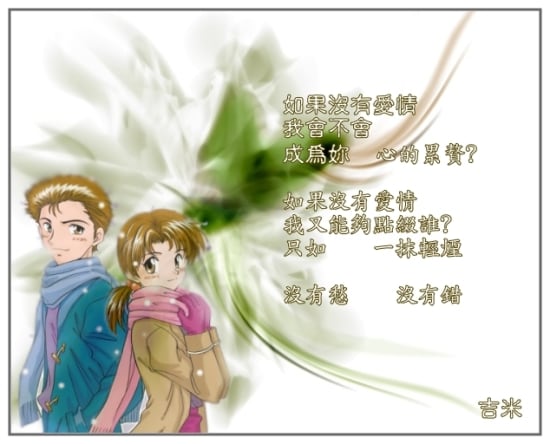 如果沒有愛情
我會不會
成爲妳　心的累贅?
如果沒有愛情
我又能夠點綴誰?
只如　　一抹輕煙
沒有愁　　沒有錯
吉米